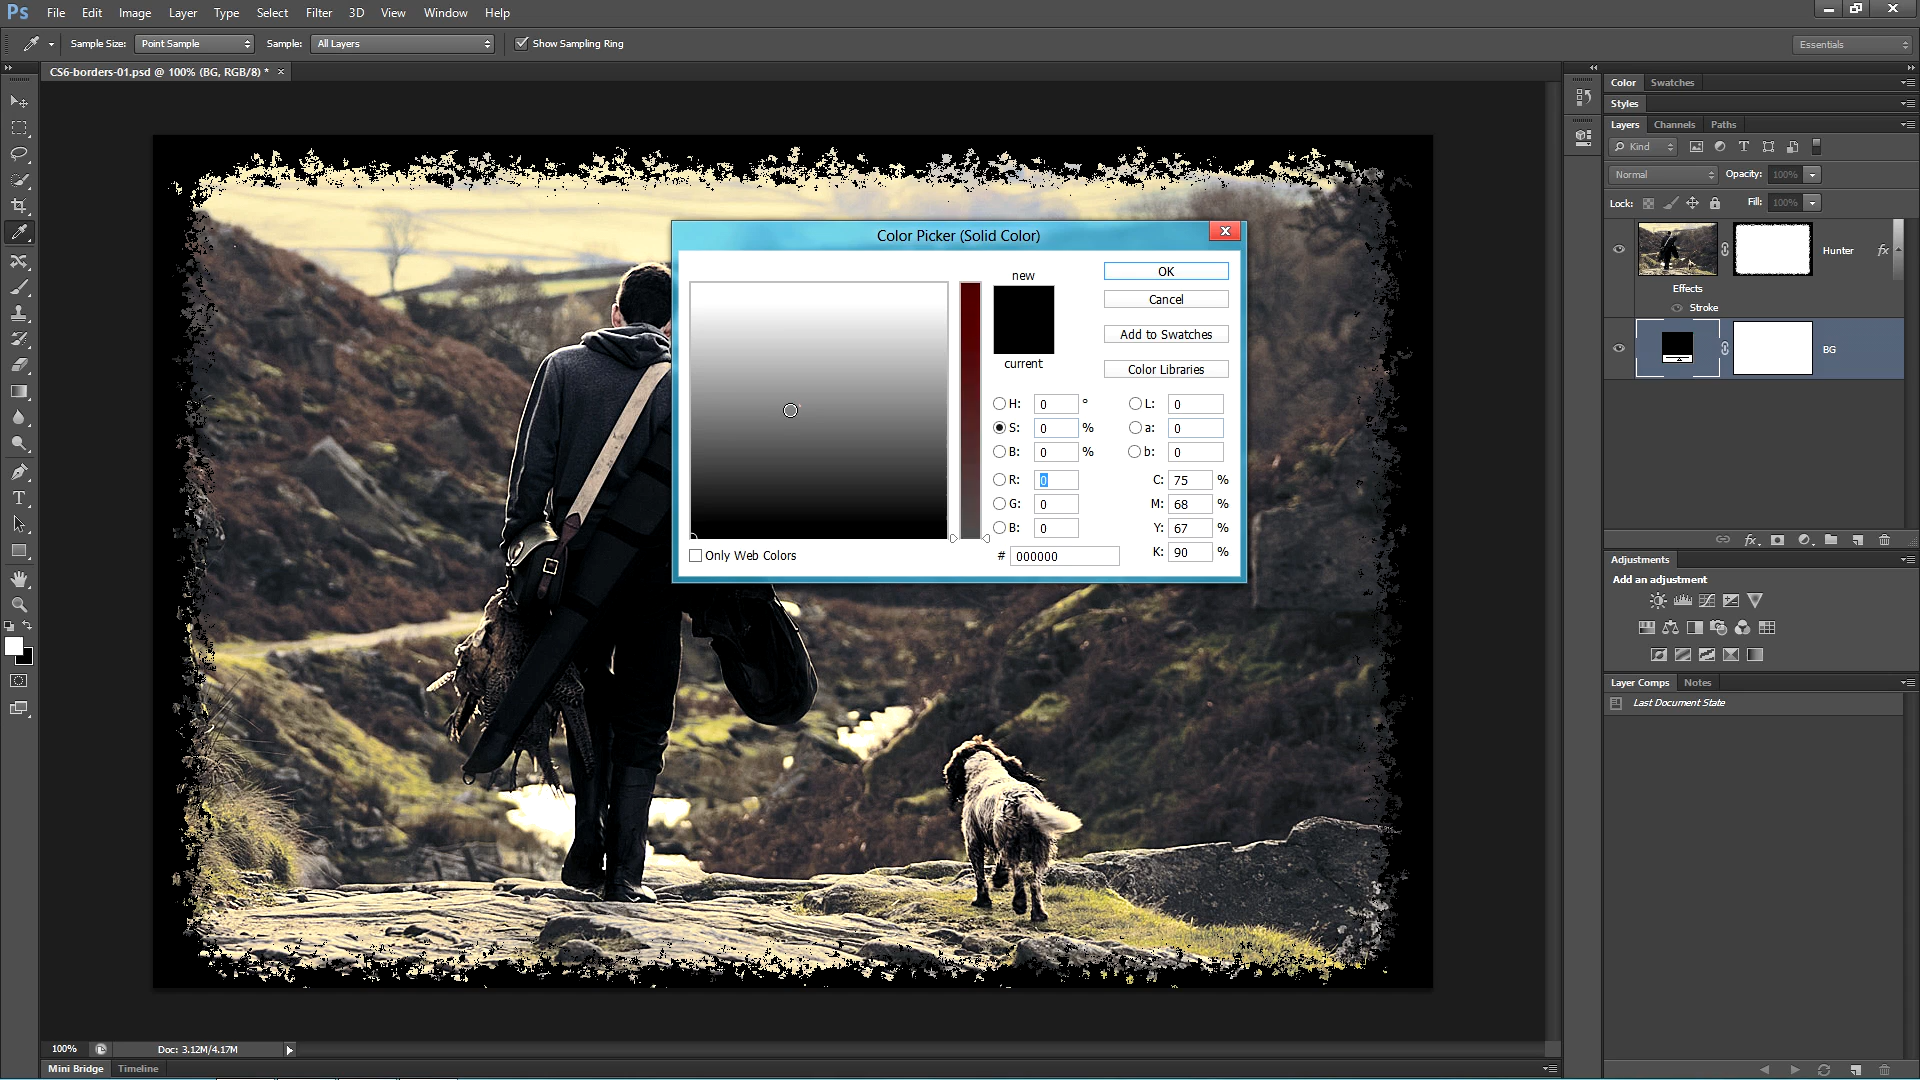 Ps File Edit Image Layer Type Select Filter 3D View Window Help
Sample Size: Point Sample Sample: All Layers Show Sampling Ring Essentials
CS6-borders-01.psd @ 100% (BG, RGB/8) * ×
Color Swatches
Styles
Layers Channels Paths
Kind
Normal Opacity: 100%
Lock: Fill: 100%
Hunter fx
Effects
Stroke
BG
Color Picker (Solid Color)
new
current
OK
Cancel
Add to Swatches
Color Libraries
H: 0 ° L: 0
S: 0 % a: 0
B: 0 % b: 0
R: 0 C: 75 %
G: 0 M: 68 %
B: 0 Y: 67 %
# 000000 K: 90 %
Only Web Colors
fx
Adjustments
Add an adjustment
Layer Comps Notes
Last Document State
T
100% Doc: 3.12M/4.17M
Mini Bridge Timeline